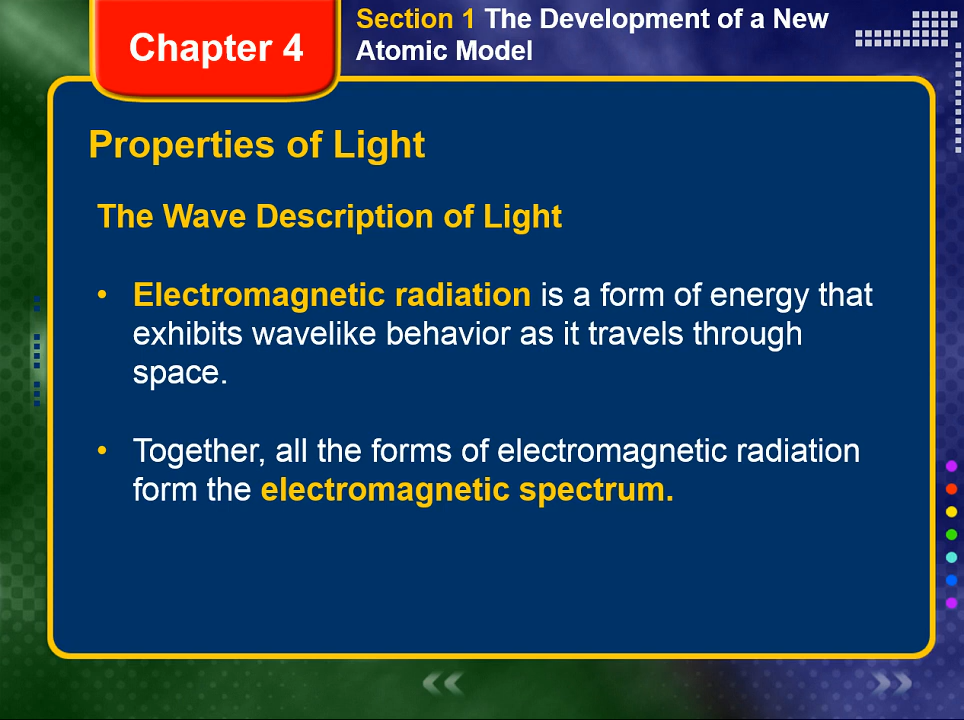 Chapter 4
Section 1 The Development of a New
Atomic Model
Properties of Light
The Wave Description of Light
• Electromagnetic radiation is a form of energy that
exhibits wavelike behavior as it travels through
space.
• Together, all the forms of electromagnetic radiation
form the electromagnetic spectrum.